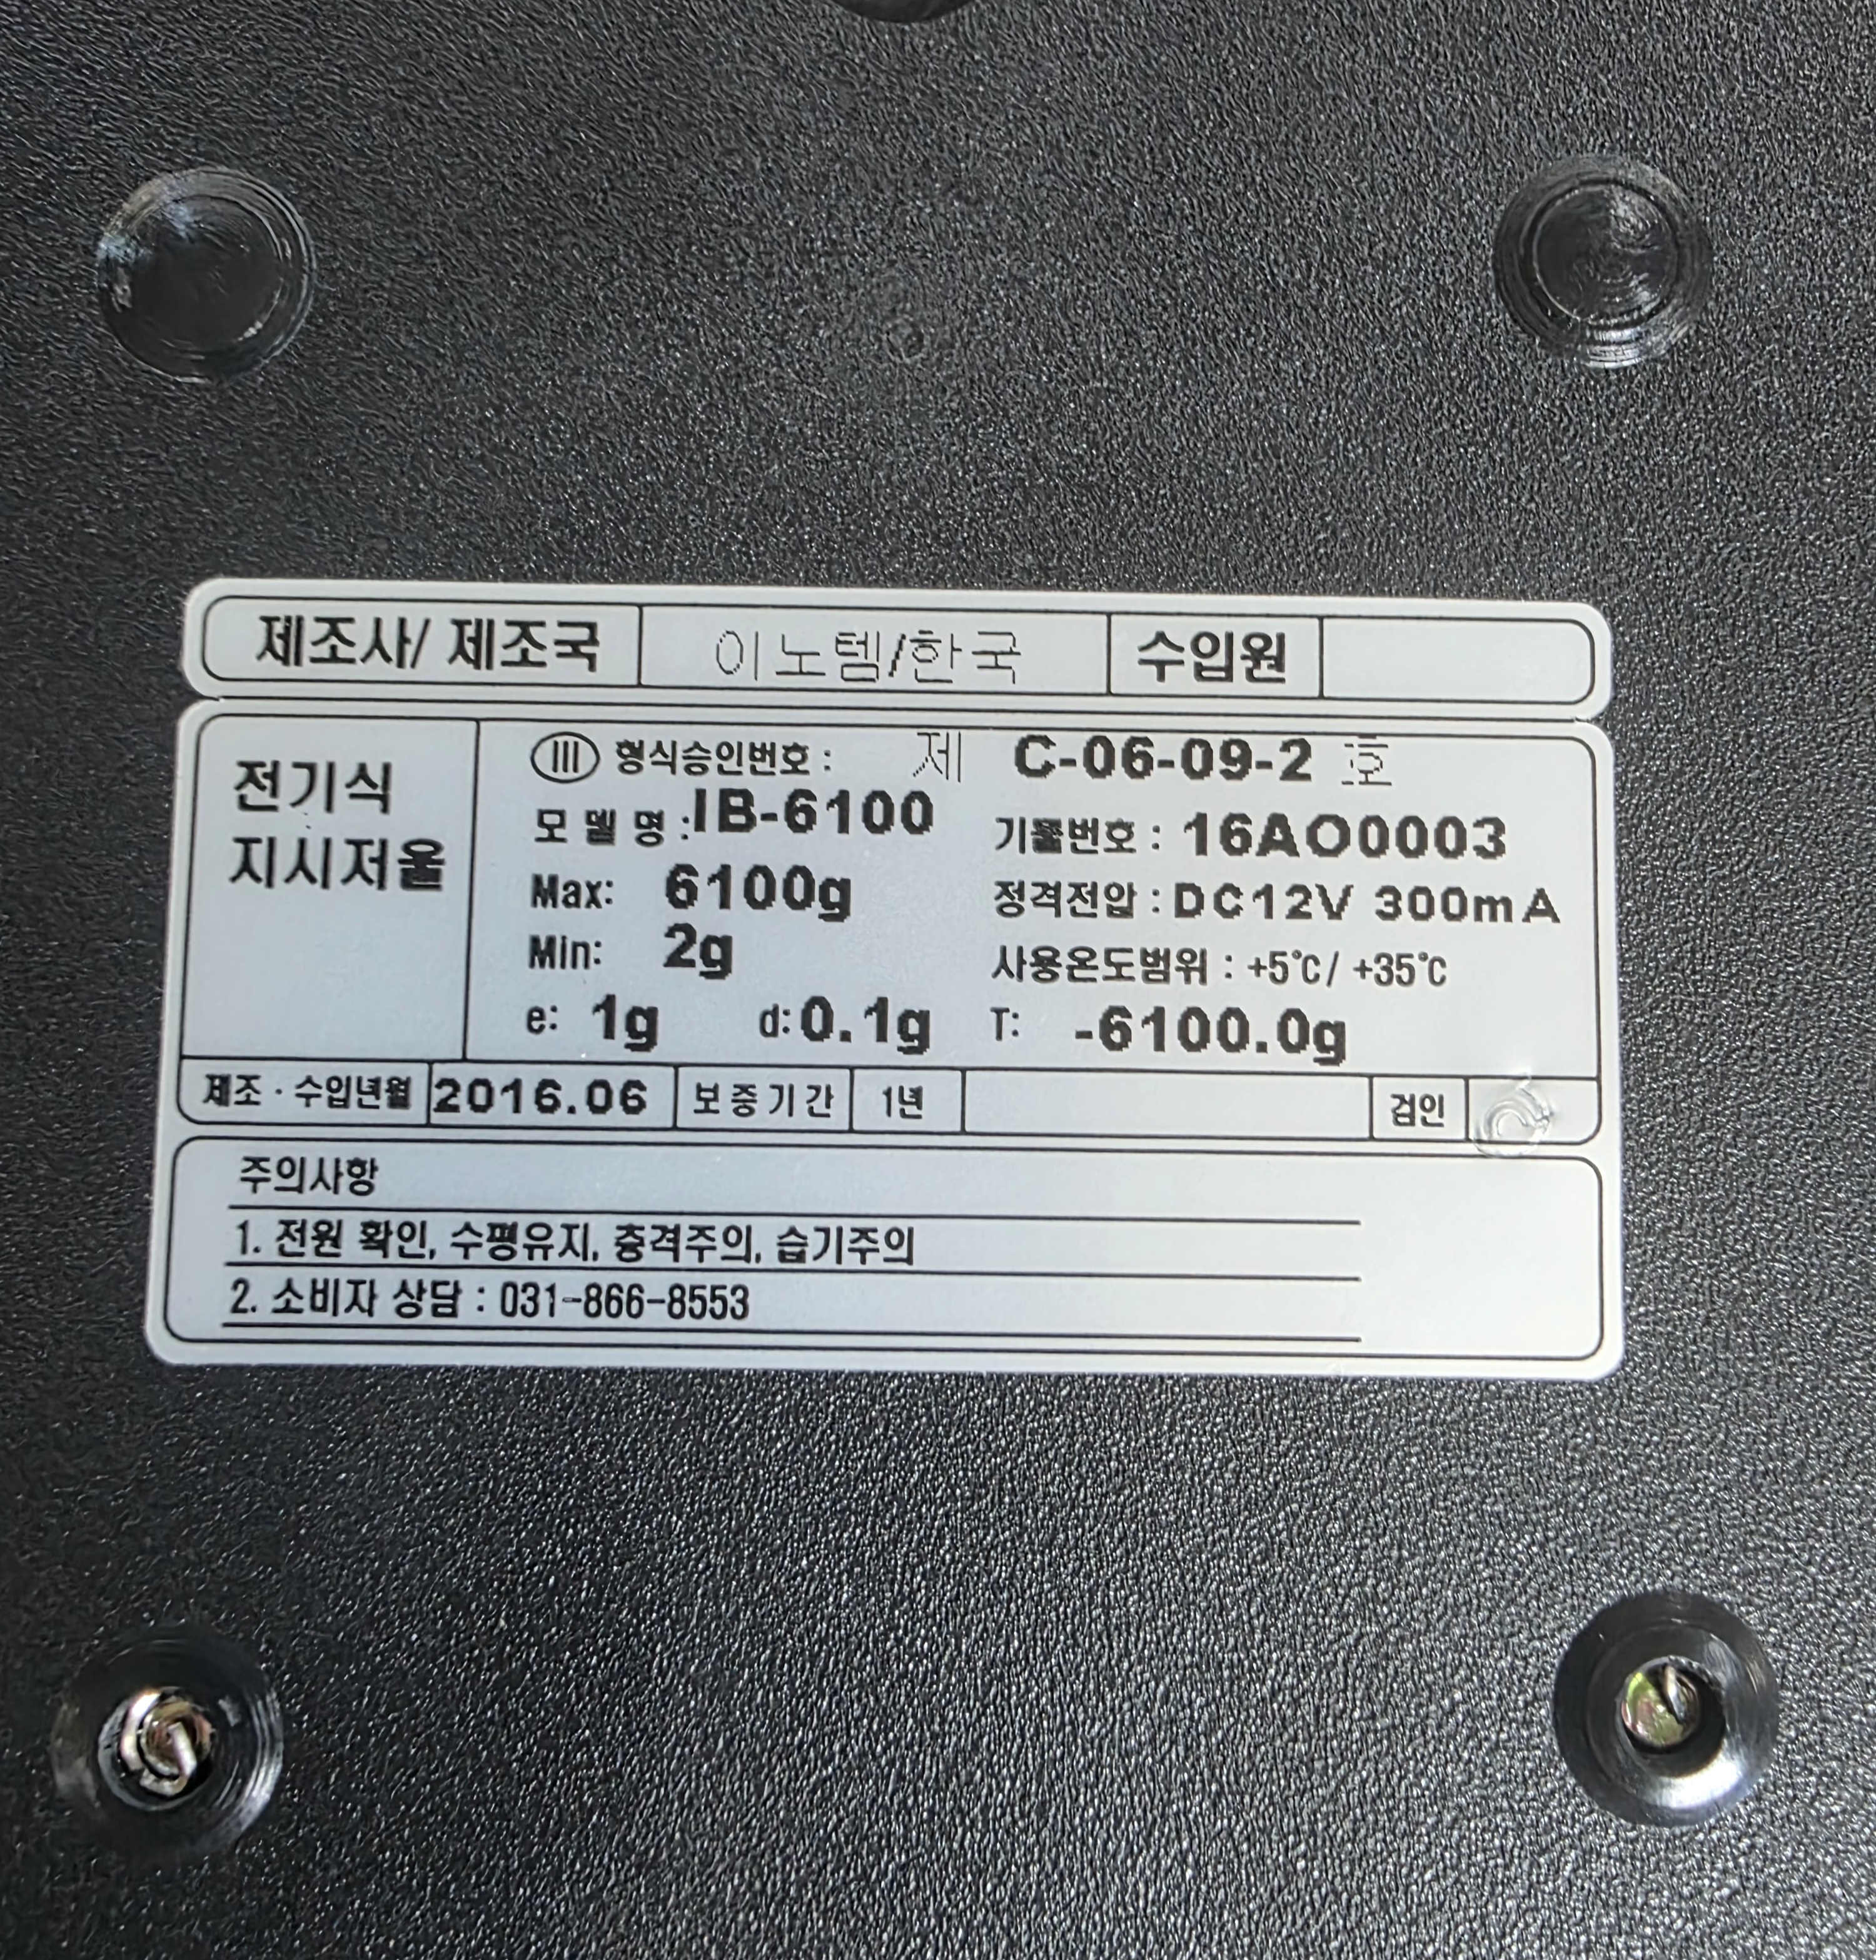 제조사/ 제조국 이노템/한국 수입원
전기식
지시저울
III 형식승인번호 : 제 C-06-09-2 호
모 델 명 : IB-6100 기물번호 : 16AO0003
Max: 6100g 정격전압 : DC12V 300mA
Min: 2g 사용온도범위 : +5℃/ +35℃
e: 1g d: 0.1g T: -6100.0g
제조 · 수입년월 2016.06 보증기간 1년 검인
주의사항
1. 전원 확인, 수평유지, 충격주의, 습기주의
2. 소비자 상담 : 031-866-8553